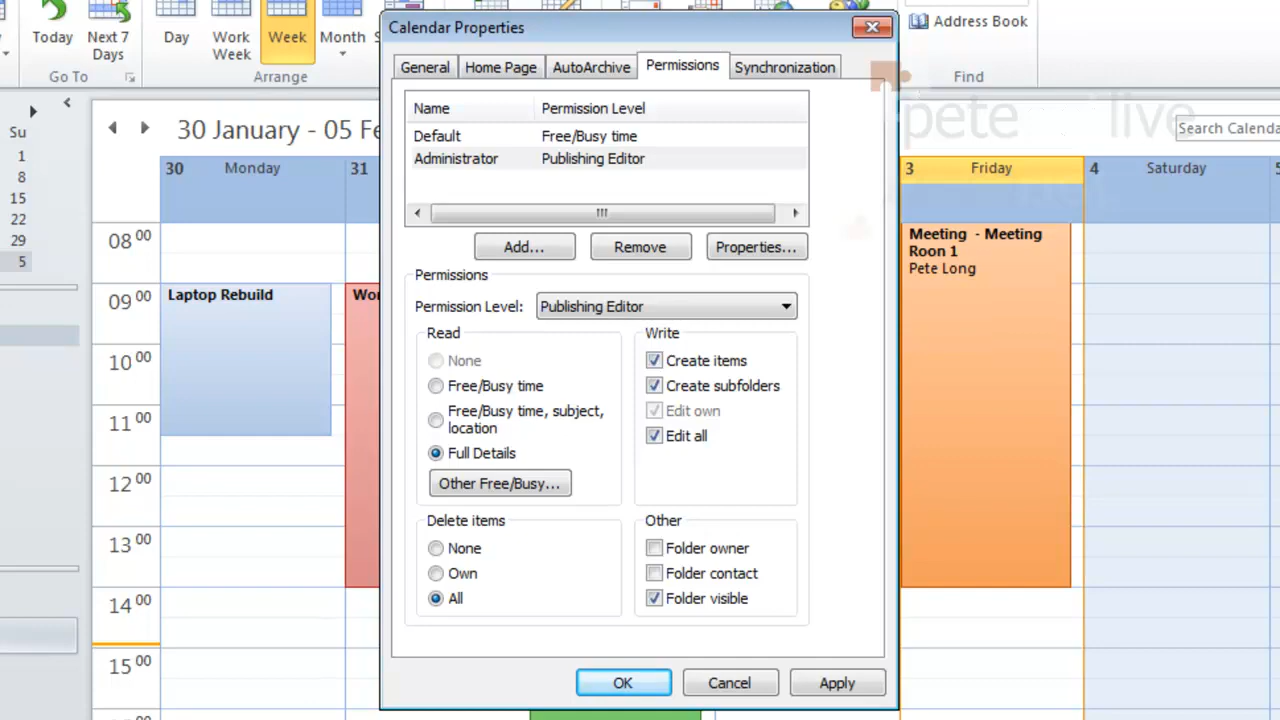 Today
Next 7 Days
Day
Work Week
Week
Month
Go To
Arrange
Address Book
Find
Calendar Properties
General
Home Page
AutoArchive
Permissions
Synchronization
Name Permission Level
Default Free/Busy time
Administrator Publishing Editor
Add...
Remove
Properties...
Permissions
Permission Level: Publishing Editor
Read
None
Free/Busy time
Free/Busy time, subject,
location
Full Details
Other Free/Busy...
Write
Create items
Create subfolders
Edit own
Edit all
Delete items
None
Own
All
Other
Folder owner
Folder contact
Folder visible
OK
Cancel
Apply
Su
1
8
15
22
29
5
30 January - 05
Search
30 Monday
31
3 Friday
4 Saturday
5
08 00
09 00
10 00
11 00
12 00
13 00
14 00
15 00
Laptop Rebuild
Meeting - Meeting
Roon 1
Pete Long
pete live